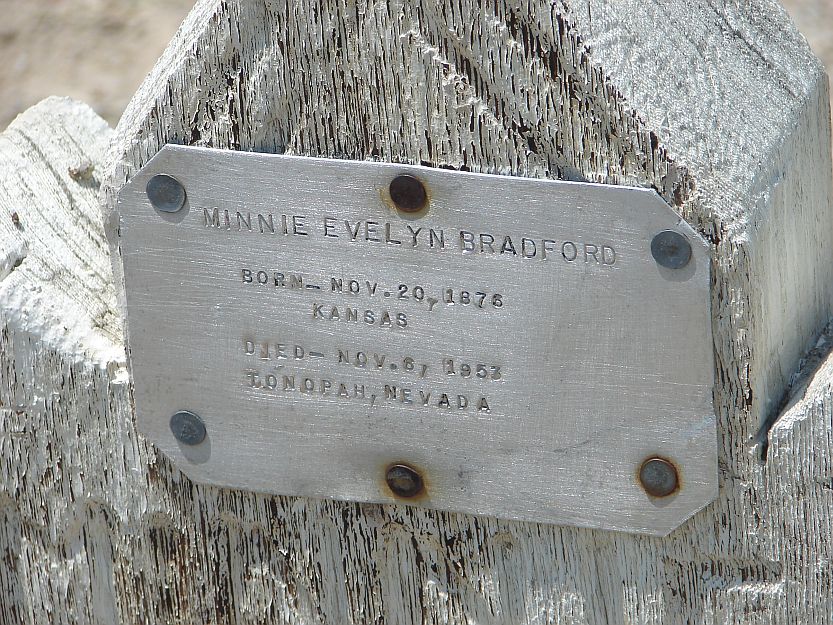 MINNIE EVELYN BRADFORD
BORN- NOV. 20, 1876
KANSAS
DIED- NOV. 6, 1953
TONOPAH, NEVADA